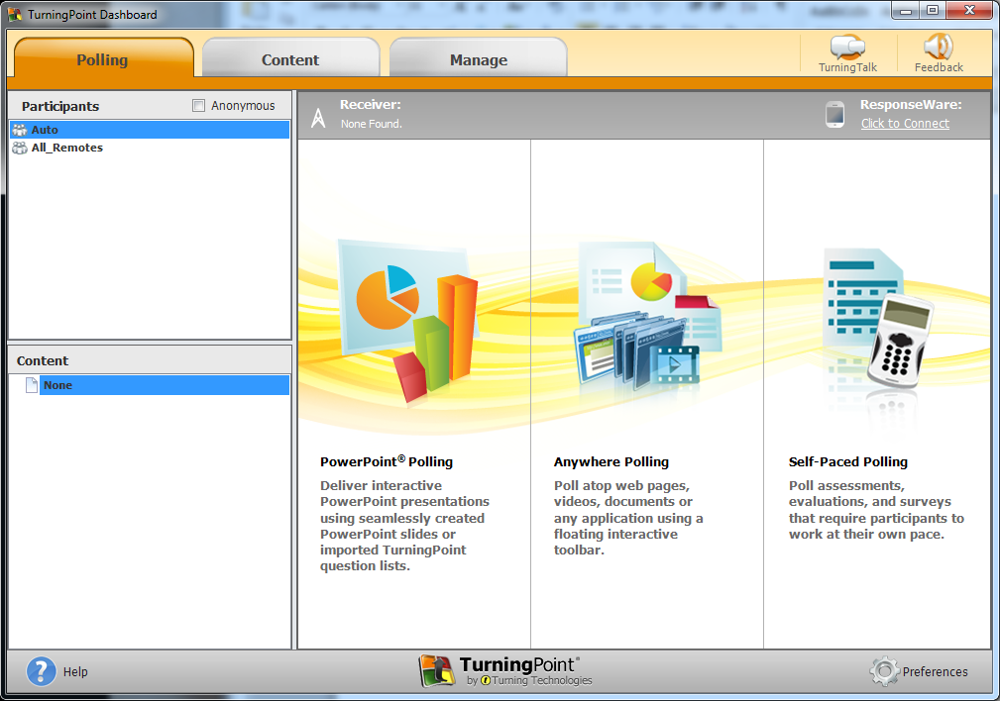 TurningPoint Dashboard
Polling
Content
Manage
TurningTalk
Feedback
Participants
Anonymous
Auto
All_Remotes
Receiver:
None Found.
ResponseWare:
Click to Connect
Content
None
PowerPoint® Polling
Deliver interactive
PowerPoint presentations
using seamlessly created
PowerPoint slides or
imported TurningPoint
question lists.
Anywhere Polling
Poll atop web pages,
videos, documents or
any application using a
floating interactive
toolbar.
Self-Paced Polling
Poll assessments,
evaluations, and surveys
that require participants to
work at their own pace.
Help
TurningPoint®
by Turning Technologies
Preferences